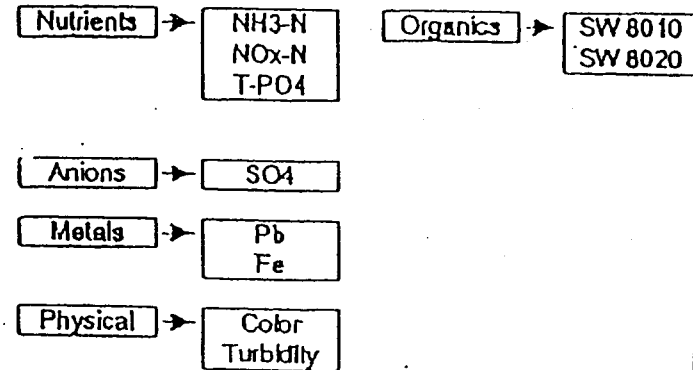 Nutrients
NH3-N
NOx-N
T-PO4
Organics
SW 8010
SW 8020
Anions
SO4
Metals
Pb
Fe
Physical
Color
Turbidity